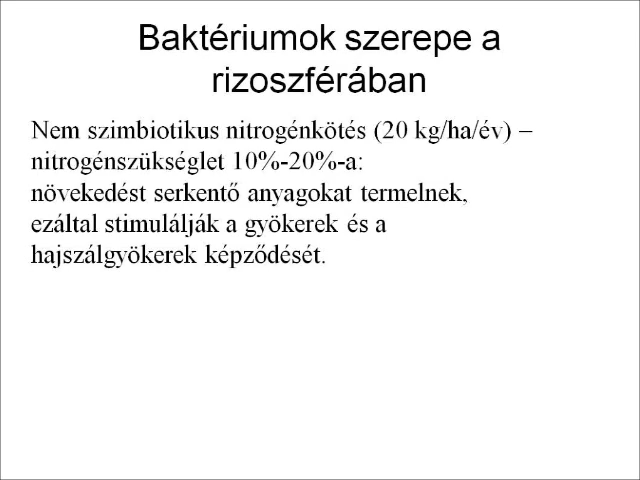 Baktériumok szerepe a
rizoszférában
Nem szimbiotikus nitrogénkötés (20 kg/ha/év) –
nitrogénszükséglet 10%-20%-a:
növekedést serkentő anyagokat termelnek,
ezáltal stimulálják a gyökerek és a
hajszálgyökerek képződését.